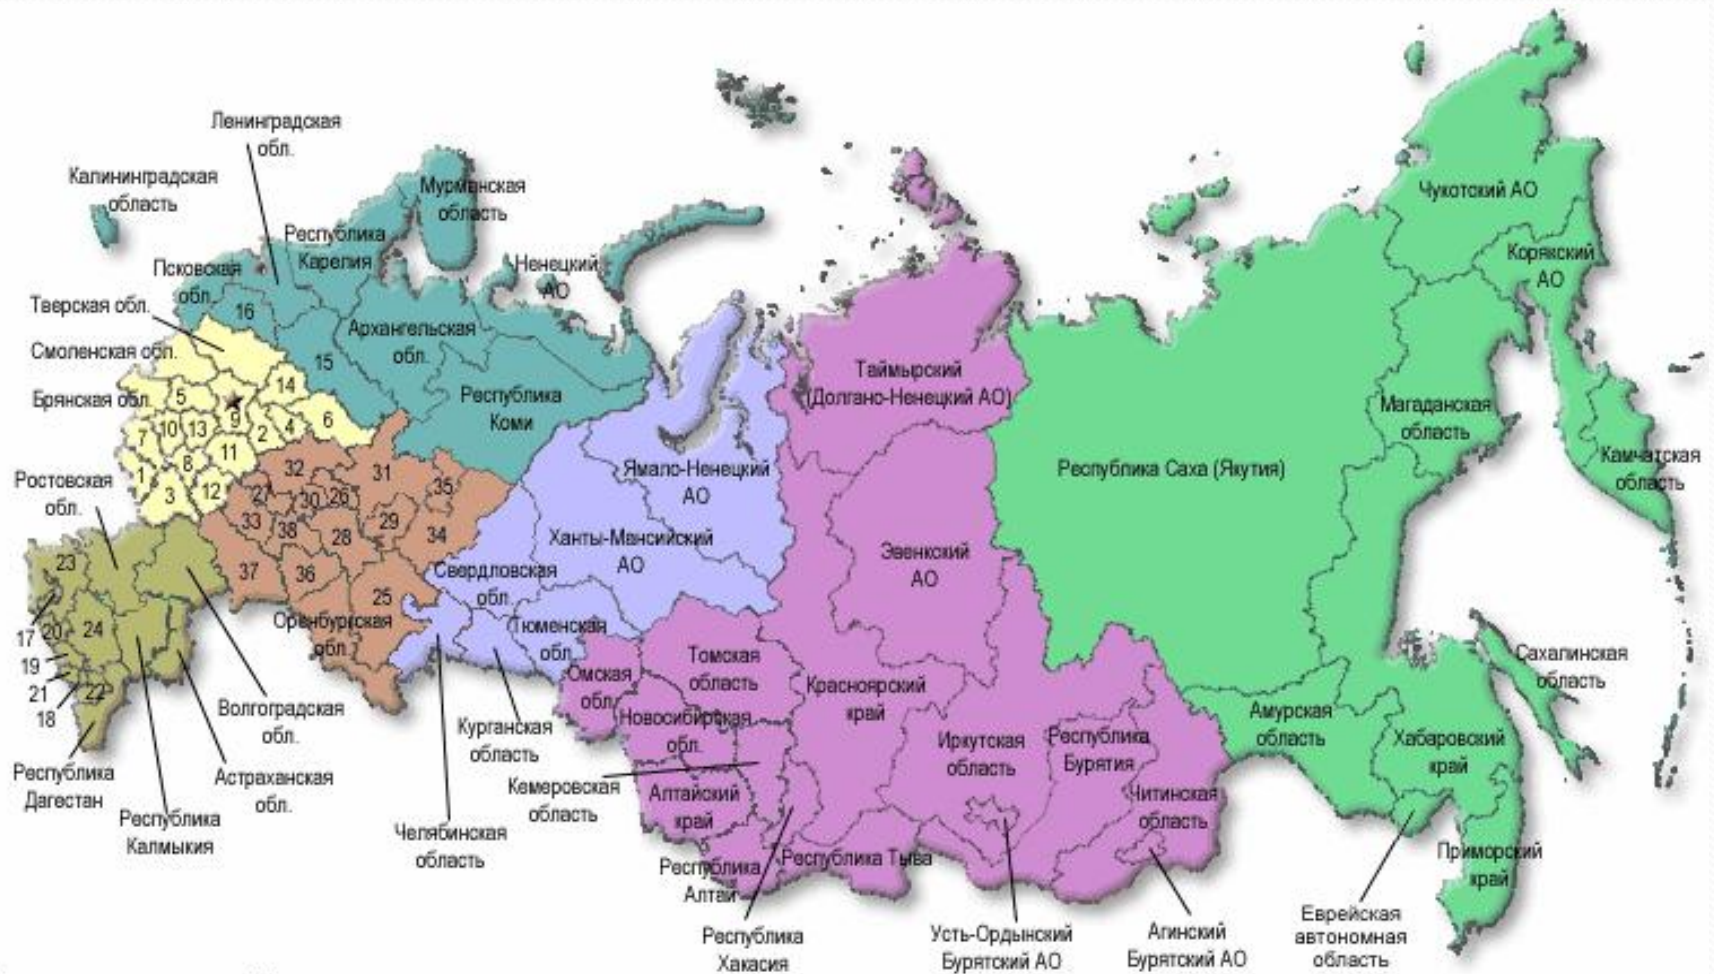 Ленинградская
обл.
Калининградская
область
Мурманская
область
Республика
Карелия
Ненецкий
АО
Псковская
обл.
Тверская обл.
16
Архангельская
обл.
Смоленская обл.
15
14
5
Брянская обл.
Республика
Коми
9
6
7
10
13
2
4
11
8
1
3
12
Ростовская
обл.
32
31
27
30
26
35
33
38
28
29
34
37
36
25
Оренбургская
обл.
23
17
20
24
19
21
22
18
Республика
Дагестан
Республика
Калмыкия
Астраханская
обл.
Волгоградская
обл.
Ямало-Ненецкий
АО
Ханты-Мансийский
АО
Свердловская
обл.
Тюменская
обл.
Курганская
область
Челябинская
область
Таймырский
(Долгано-Ненецкий АО)
Эвенкский
АО
Томская
область
Омская
обл.
Красноярский
край
Новосибирская
обл.
Кемеровская
область
Алтайский
край
Республика
Алтай
Республика
Хакасия
Республика Тыва
Иркутская
область
Усть-Ордынский
Бурятский АО
Республика
Бурятия
Читинская
область
Агинский
Бурятский АО
Чукотский АО
Корякский
АО
Магаданская
область
Камчатская
область
Республика Саха (Якутия)
Сахалинская
область
Амурская
область
Хабаровский
край
Приморский
край
Еврейская
автономная
область